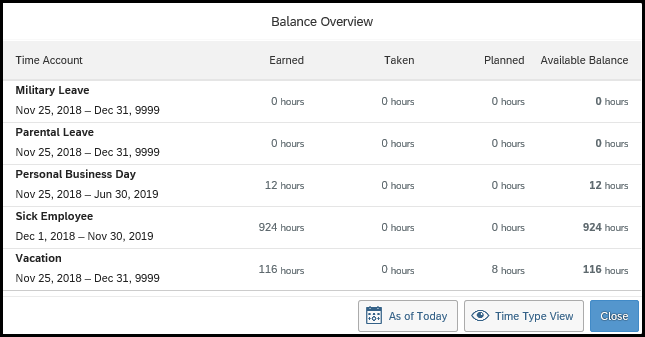 Balance Overview
Time Account Earned Taken Planned Available Balance
Military Leave
Nov 25, 2018 – Dec 31, 9999 0 hours 0 hours 0 hours 0 hours
Parental Leave
Nov 25, 2018 – Dec 31, 9999 0 hours 0 hours 0 hours 0 hours
Personal Business Day
Nov 25, 2018 – Jun 30, 2019 12 hours 0 hours 0 hours 12 hours
Sick Employee
Dec 1, 2018 – Nov 30, 2019 924 hours 0 hours 0 hours 924 hours
Vacation
Nov 25, 2018 – Dec 31, 9999 116 hours 0 hours 8 hours 116 hours
As of Today Time Type View Close